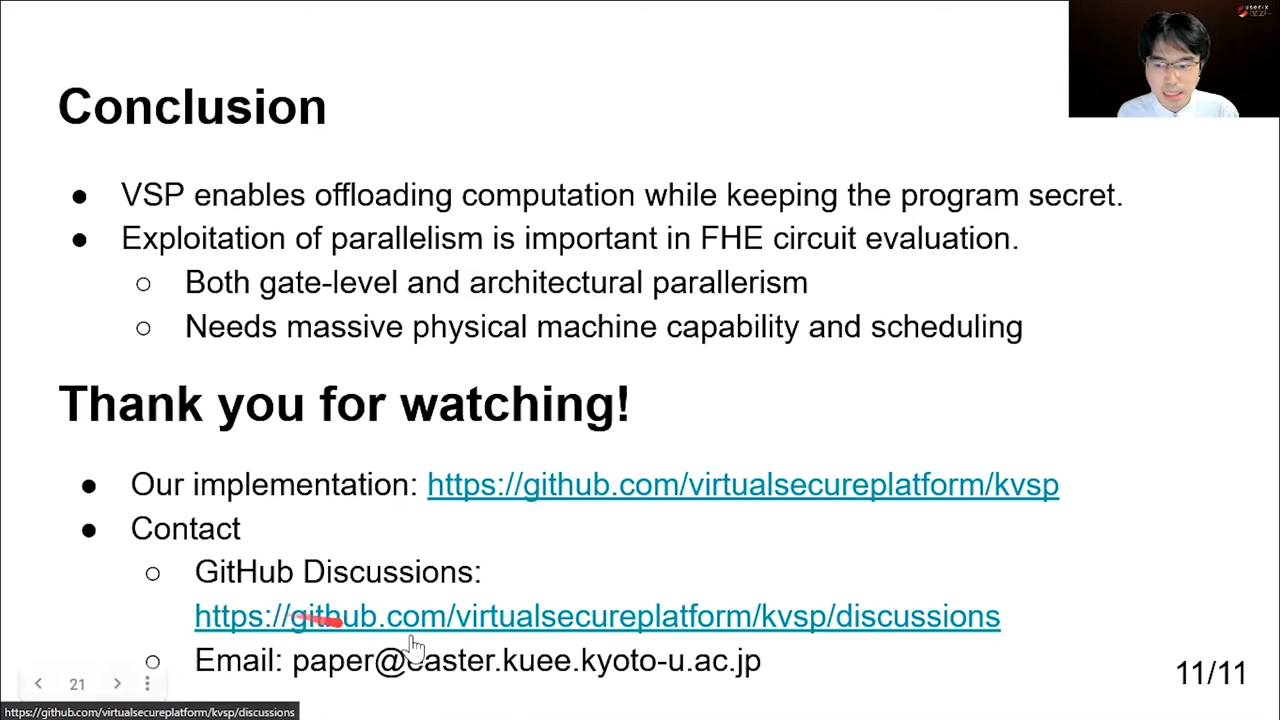 usenix
Conclusion
● VSP enables offloading computation while keeping the program secret.
● Exploitation of parallelism is important in FHE circuit evaluation.
○ Both gate-level and architectural parallerism
○ Needs massive physical machine capability and scheduling
Thank you for watching!
● Our implementation: https://github.com/virtualsecureplatform/kvsp
● Contact
○ GitHub Discussions:
https://github.com/virtualsecureplatform/kvsp/discussions
○ Email: paper@easter.kuee.kyoto-u.ac.jp
21
11/11
https://github.com/virtualsecureplatform/kvsp/discussions